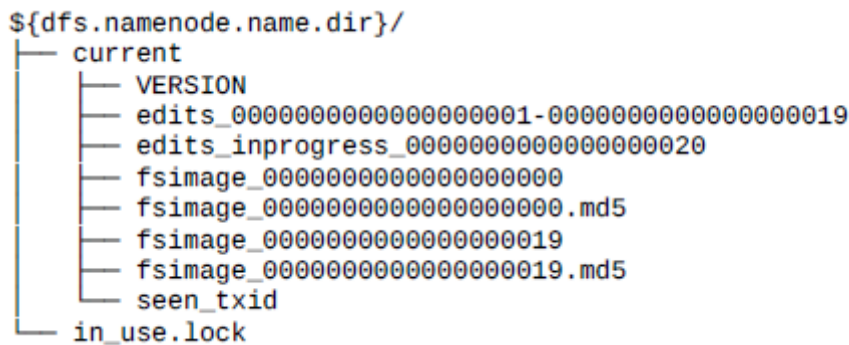 ${dfs.namenode.name.dir}/
├── current
│   ├── VERSION
│   ├── edits_0000000000000000001-0000000000000000019
│   ├── edits_inprogress_0000000000000000020
│   ├── fsimage_0000000000000000000
│   ├── fsimage_0000000000000000000.md5
│   ├── fsimage_0000000000000000019
│   ├── fsimage_0000000000000000019.md5
│   └── seen_txid
└── in_use.lock